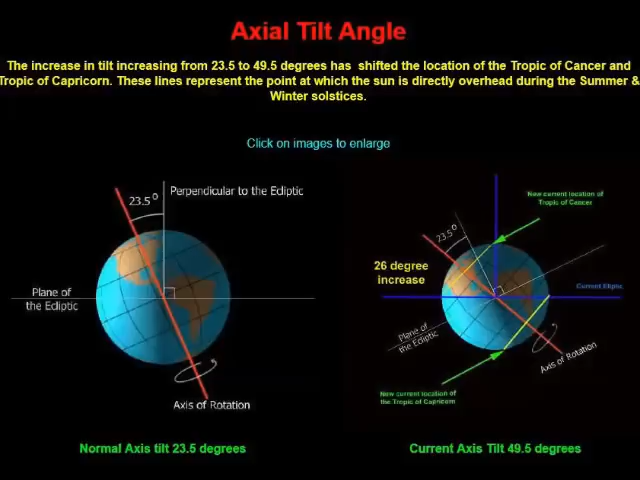 Axial Tilt Angle
The increase in tilt increasing from 23.5 to 49.5 degrees has shifted the location of the Tropic of Cancer and
Tropic of Capricorn. These lines represent the point at which the sun is directly overhead during the Summer &
Winter solstices.
Click on images to enlarge
23.5°
Perpendicular to the Ediptic
Plane of
the Ediptic
Axis of Rotation
Normal Axis tilt 23.5 degrees
New current location of
Tropic of Cancer
23.5°
26 degree
increase
Current Eliptic
Plane of
the Ediptic
Axis of Rotation
New current location of
the Tropic of Capricorn
Current Axis Tilt 49.5 degrees